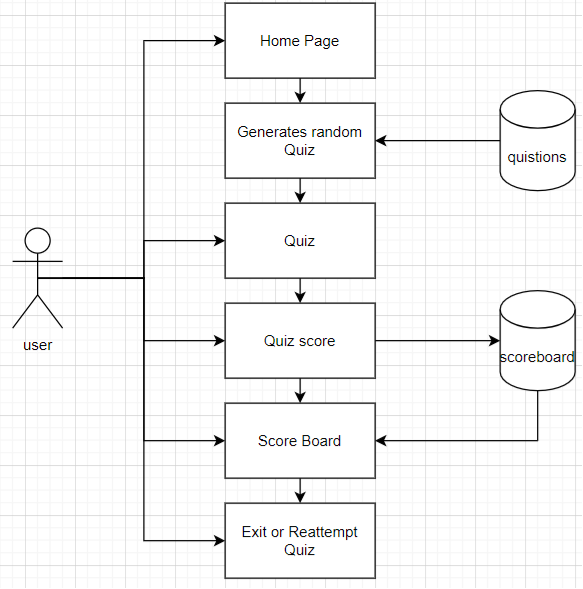 Home Page
Generates random
Quiz
quistions
Quiz
user
Quiz score
scoreboard
Score Board
Exit or Reattempt
Quiz